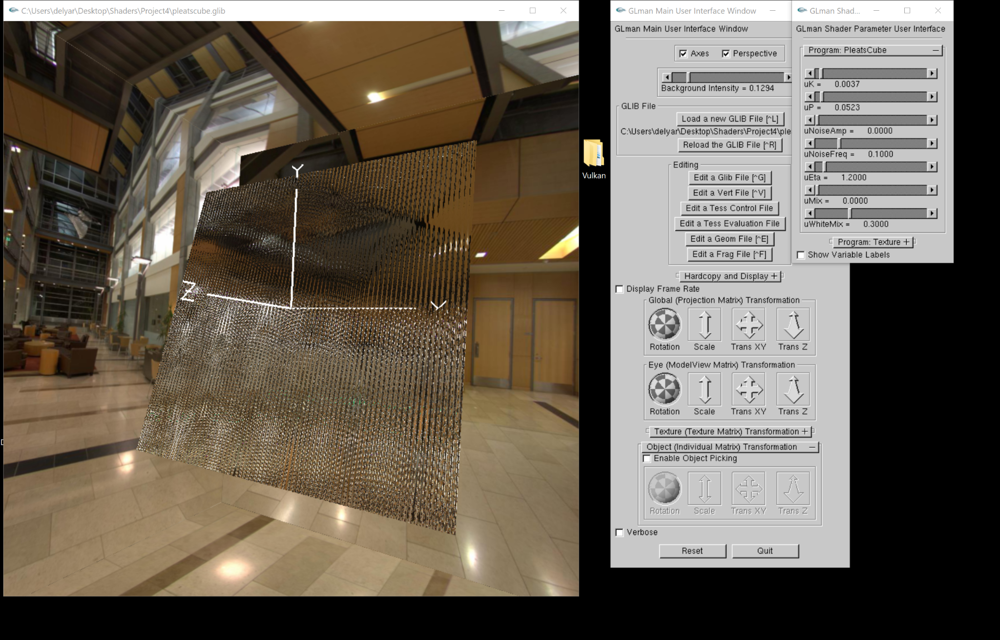 C:\Users\delyar\Desktop\Shaders\Project4\pleatscube.glib
Y
Z
Vulkan
GLman Main User Interface Window
GLman Main User Interface Window
Axes
Perspective
Background Intensity = 0.1294
GLIB File
Load a new GLIB File [^L]
C:\Users\delyar\Desktop\Shaders\Project4\ple
Reload the GLIB File [^R]
Editing
Edit a Glib File [^G]
Edit a Vert File [^V]
Edit a Tess Control File
Edit a Tess Evaluation File
Edit a Geom File [^E]
Edit a Frag File [^F]
Hardcopy and Display +
Display Frame Rate
Global (Projection Matrix) Transformation
Rotation Scale Trans XY Trans Z
Eye (ModelView Matrix) Transformation
Rotation Scale Trans XY Trans Z
Texture (Texture Matrix) Transformation +
Object (Individual Matrix) Transformation –
Enable Object Picking
Rotation Scale Trans XY Trans Z
Verbose
Reset
Quit
GLman Shad...
GLman Shader Parameter User Interface
Program: PleatsCube –
uK = 0.0037
uP = 0.0523
uNoiseAmp = 0.0000
uNoiseFreq = 0.1000
uEta = 1.2000
uMix = 0.0000
uWhiteMix = 0.3000
Program: Texture +
Show Variable Labels